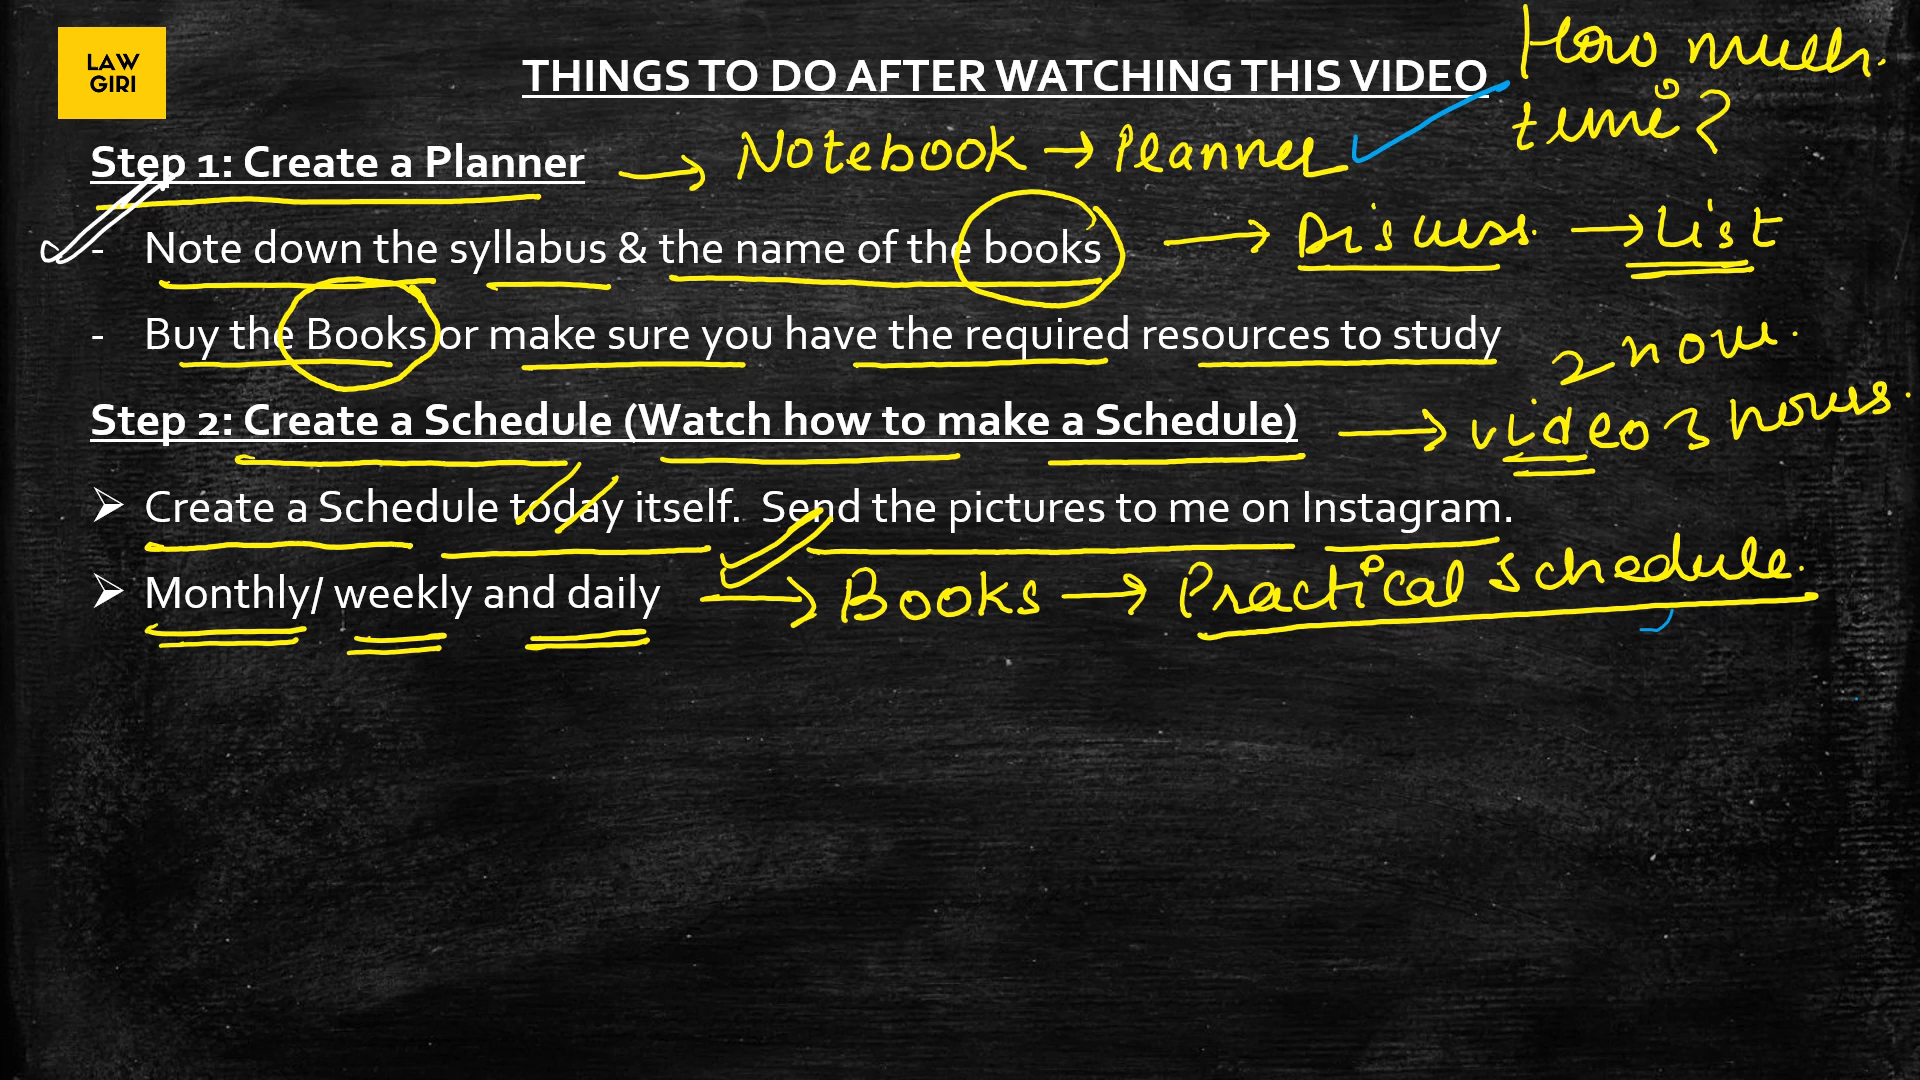 LAW
GIRI
THINGS TO DO AFTER WATCHING THIS VIDEO
How much
time?
Step 1: Create a Planner → Notebook → Planner
- Note down the syllabus & the name of the books → Discuss. → List
- Buy the Books or make sure you have the required resources to study
2 hour.
Step 2: Create a Schedule (Watch how to make a Schedule) → video 3 hours.
➢ Create a Schedule today itself. Send the pictures to me on Instagram.
➢ Monthly/ weekly and daily → Books → Practical schedule.